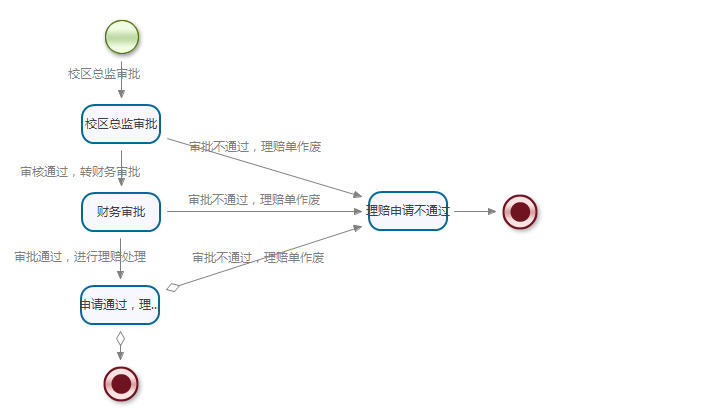 校区总监审批
校区总监审批
审批不通过，理赔单作废
审核通过，转财务审批
审批不通过，理赔单作废
财务审批
理赔申请不通过
审批通过，进行理赔处理
审批不通过，理赔单作废
申请通过，理...